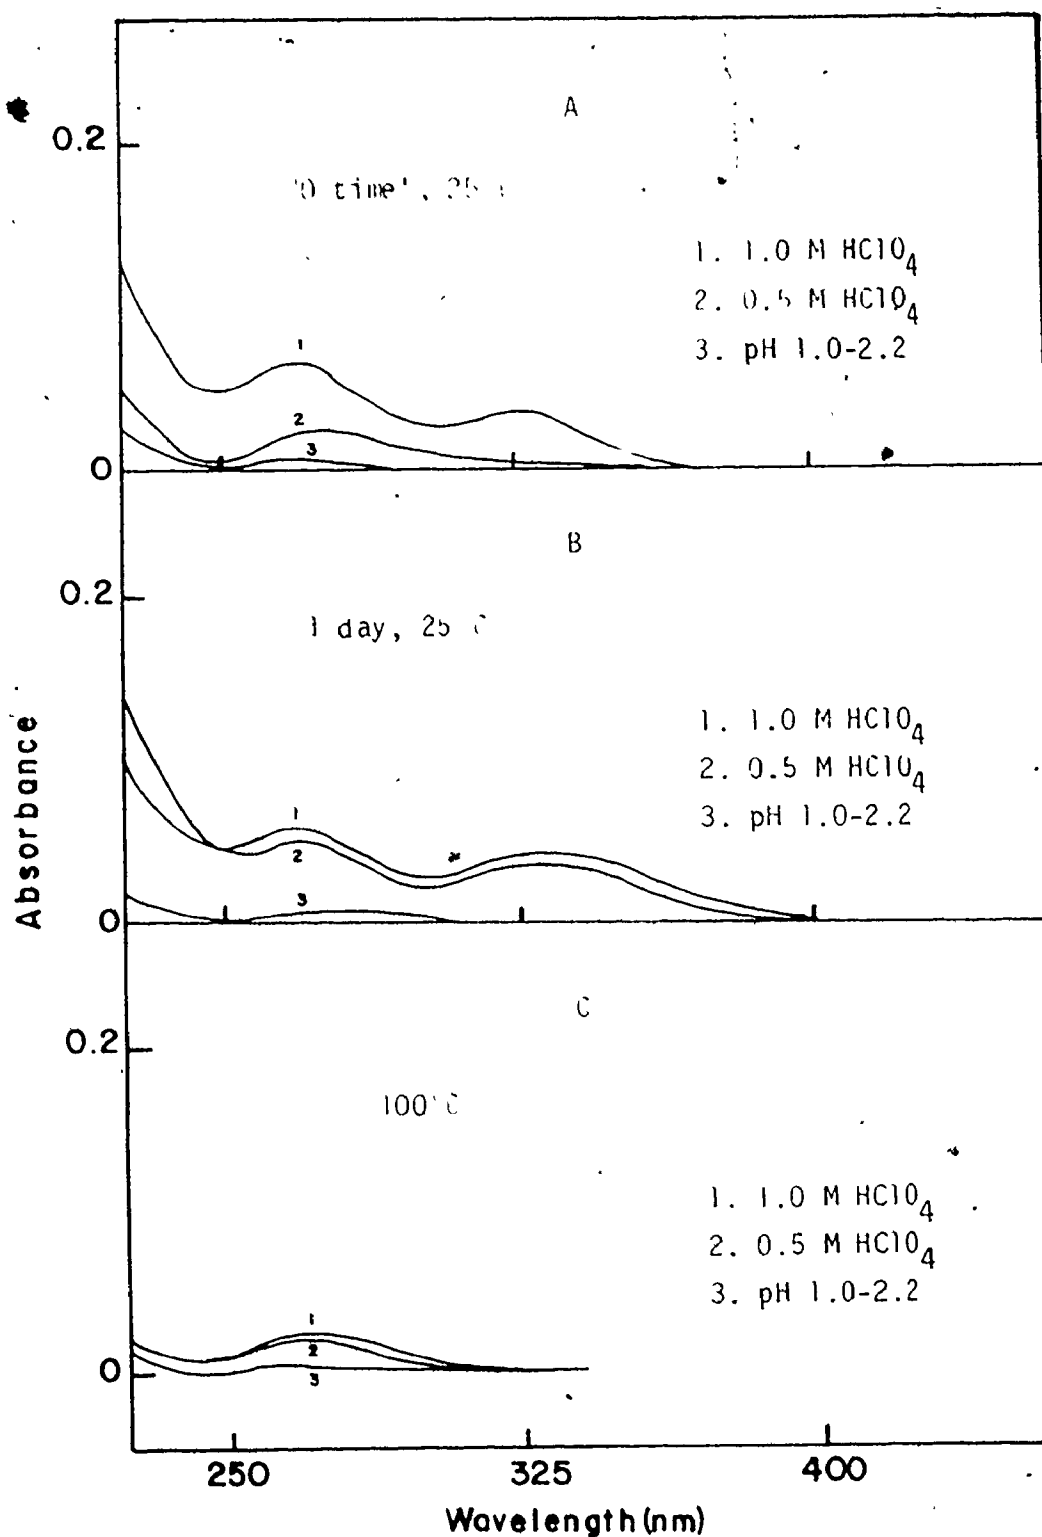 A
0.2
'0 time', 25
1. 1.0 M HClO4
2. 0.5 M HClO4
3. pH 1.0-2.2
1
2
3
0
B
0.2
1 day, 25 C
1. 1.0 M HClO4
2. 0.5 M HClO4
3. pH 1.0-2.2
1
2
3
0
Absorbance
C
0.2
100°C
1. 1.0 M HClO4
2. 0.5 M HClO4
3. pH 1.0-2.2
1
2
3
0
250 325 400
Wavelength (nm)